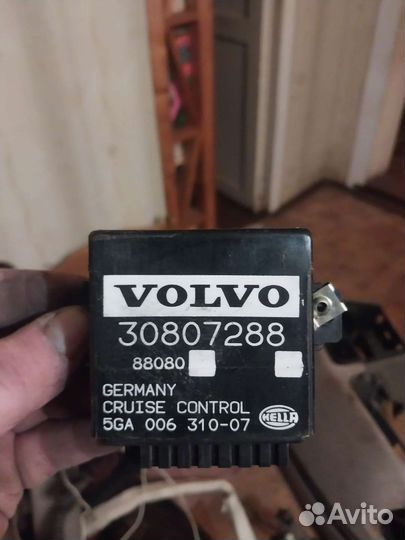 VOLVO
30807288
88080
GERMANY
CRUISE CONTROL
5GA 006 310-07
HELLA
Avito